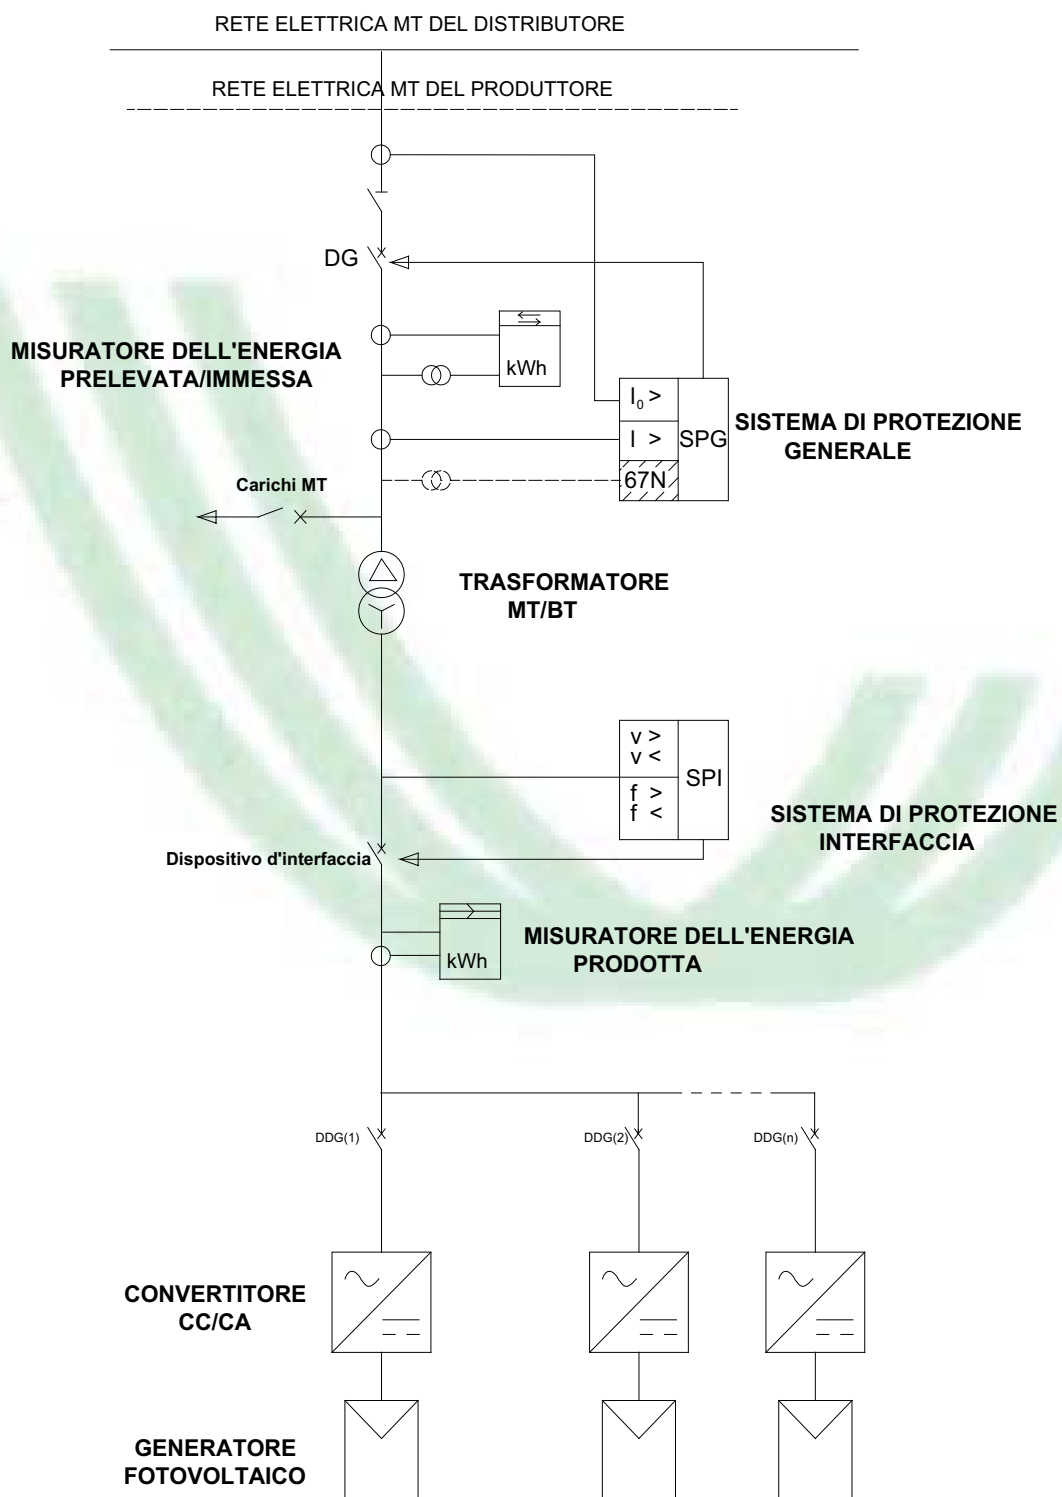 RETE ELETTRICA MT DEL DISTRIBUTORE
RETE ELETTRICA MT DEL PRODUTTORE
DG
MISURATORE DELL'ENERGIA
PRELEVATA/IMMESSA
kWh
I₀ >
I >
67N
SPG
SISTEMA DI PROTEZIONE
GENERALE
Carichi MT
TRASFORMATORE
MT/BT
v >
v <
f >
f <
SPI
SISTEMA DI PROTEZIONE
INTERFACCIA
Dispositivo d'interfaccia
kWh
MISURATORE DELL'ENERGIA
PRODOTTA
DDG(1)
DDG(2)
DDG(n)
CONVERTITORE
CC/CA
GENERATORE
FOTOVOLTAICO